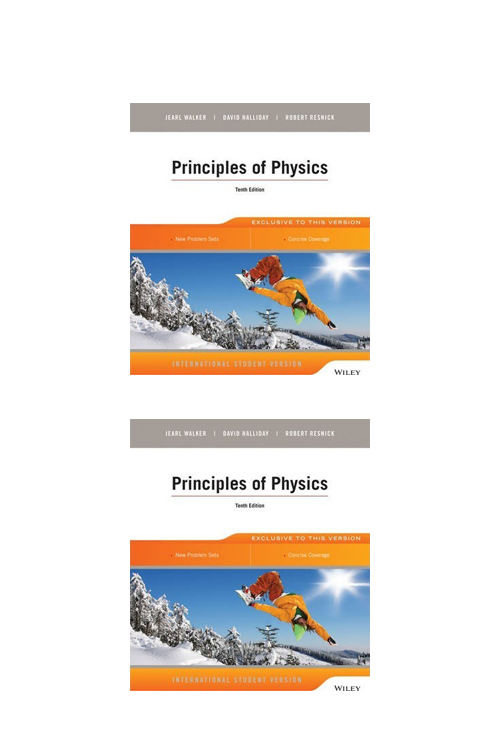 JEARL WALKER | DAVID HALLIDAY | ROBERT RESNICK
Principles of Physics
Tenth Edition
EXCLUSIVE TO THIS VERSION
• New Problem Sets • Concise Coverage
INTERNATIONAL STUDENT VERSION
WILEY
JEARL WALKER | DAVID HALLIDAY | ROBERT RESNICK
Principles of Physics
Tenth Edition
EXCLUSIVE TO THIS VERSION
• New Problem Sets • Concise Coverage
INTERNATIONAL STUDENT VERSION
WILEY